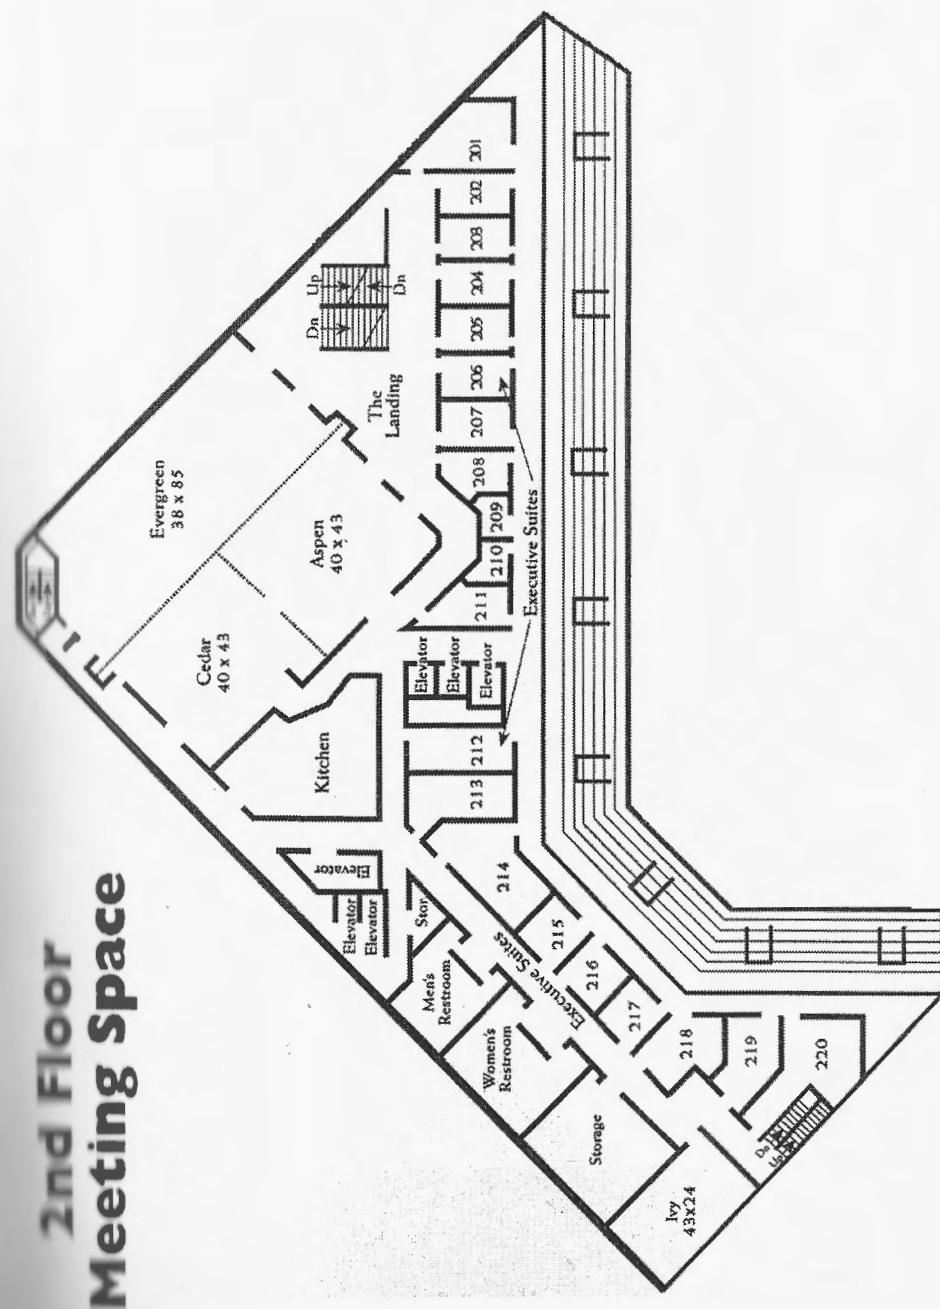 2nd Floor
Meeting Space
Evergreen
38 x 85
Aspen
40 x 43
Cedar
40 x 43
Kitchen
The
Landing
Dn
Up
Dn
201
202
203
204
205
206
207
208
209
210
211
Executive Suites
Elevator
Elevator
Elevator
212
213
214
215
216
217
218
219
220
Executive Suites
Elevator
Elevator
Elevator
Stor
Men's
Restroom
Women's
Restroom
Storage
Ivy
43x24
Dn
Up